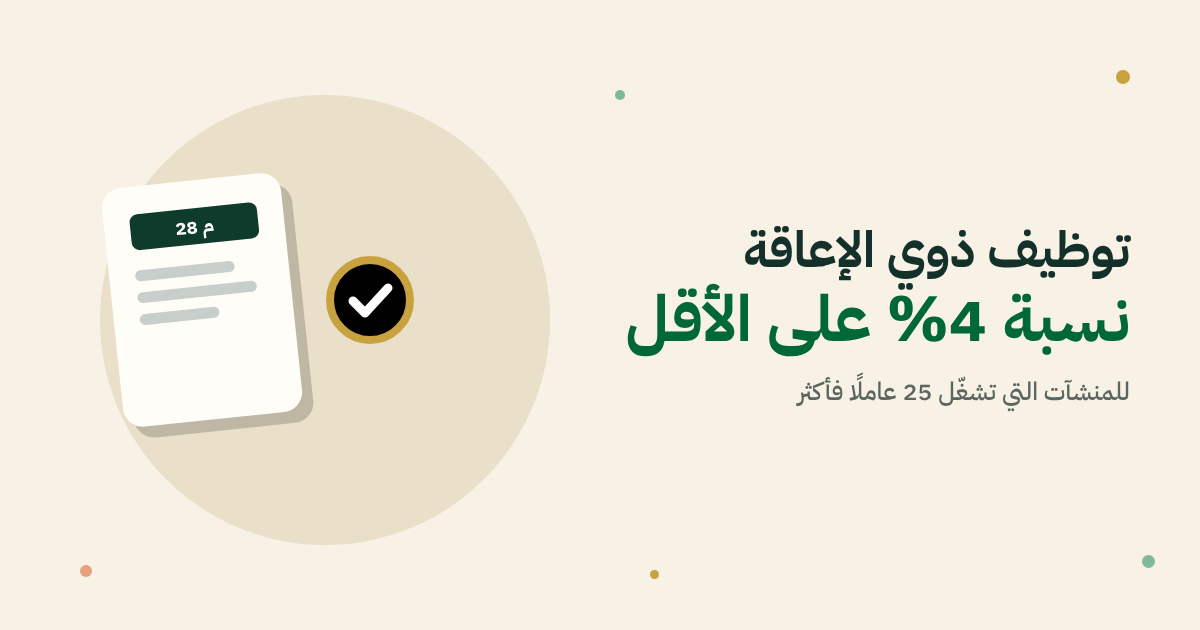 توظيف ذوي الإعاقة
نسبة 4% على الأقل
للمنشآت التي تشغّل 25 عاملًا فأكثر
م 28